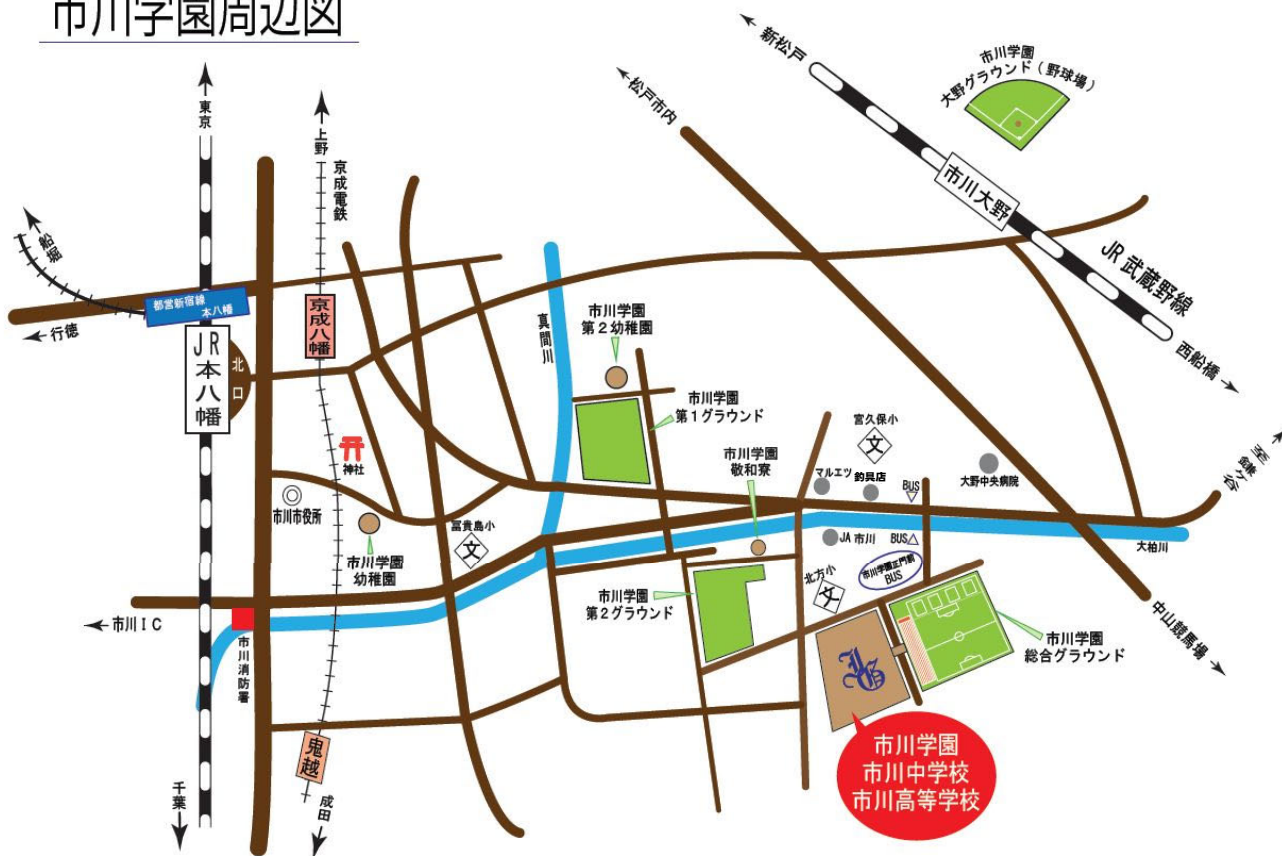 市川学園周辺図
新松戸
市川学園
大野グラウンド(野球場)
松戸市内
東京
上野
京成電鉄
市川大野
JR武蔵野線
船堀
都営新宿線
本八幡
行徳
京成八幡
JR本八幡
北口
真間川
市川学園
第2幼稚園
西船橋
市川学園
第1グラウンド
宮久保小
文
至鎌ケ谷
神社
市川学園
敬和寮
マルエツ
釣具店
BUS
大野中央病院
市川市役所
冨貴島小
文
JA市川
BUS
大柏川
市川学園
幼稚園
北方小
文
市川学園正門前
BUS
市川学園
第2グラウンド
市川IC
市川消防署
中山競馬場
市川学園
総合グラウンド
鬼越
市川学園
市川中学校
市川高等学校
千葉
成田